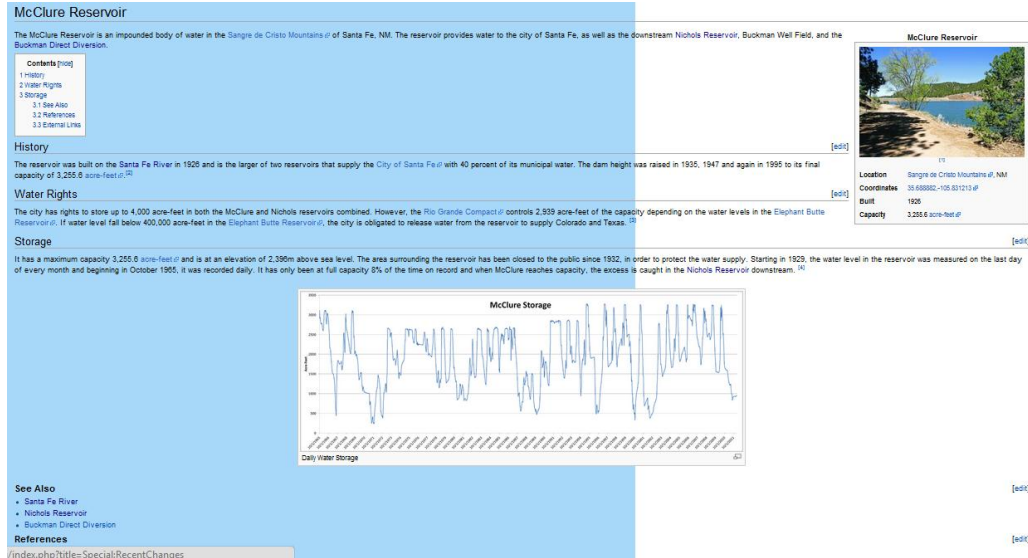 McClure Reservoir
The McClure Reservoir is an impounded body of water in the Sangre de Cristo Mountains of Santa Fe, NM. The reservoir provides water to the city of Santa Fe, as well as the downstream Nichols Reservoir, Buckman Well Field, and the
Buckman Direct Diversion.
Contents [hide]
1 History
2 Water Rights
3 Storage
3.1 See Also
3.2 References
3.3 External Links
McClure Reservoir
[1]
Location Sangre de Cristo Mountains, NM
Coordinates 35.688882,-105.831213
Built 1926
Capacity 3,255.6 acre-feet
History [edit]
The reservoir was built on the Santa Fe River in 1926 and is the larger of two reservoirs that supply the City of Santa Fe with 40 percent of its municipal water. The dam height was raised in 1935, 1947 and again in 1995 to its final
capacity of 3,255.6 acre-feet.[2]
Water Rights [edit]
The city has rights to store up to 4,000 acre-feet in both the McClure and Nichols reservoirs combined. However, the Rio Grande Compact controls 2,939 acre-feet of the capacity depending on the water levels in the Elephant Butte
Reservoir. If water level fall below 400,000 acre-feet in the Elephant Butte Reservoir, the city is obligated to release water from the reservoir to supply Colorado and Texas. [3]
Storage [edit]
It has a maximum capacity 3,255.6 acre-feet and is at an elevation of 2,396m above sea level. The area surrounding the reservoir has been closed to the public since 1932, in order to protect the water supply. Starting in 1929, the water level in the reservoir was measured on the last day
of every month and beginning in October 1965, it was recorded daily. It has only been at full capacity 8% of the time on record and when McClure reaches capacity, the excess is caught in the Nichols Reservoir downstream. [4]
McClure Storage
3500
3000
2500
2000
1500
1000
500
0
Daily Water Storage
See Also [edit]
Santa Fe River
Nichols Reservoir
Buckman Direct Diversion
References [edit]
/index.php?title=Special:RecentChanges